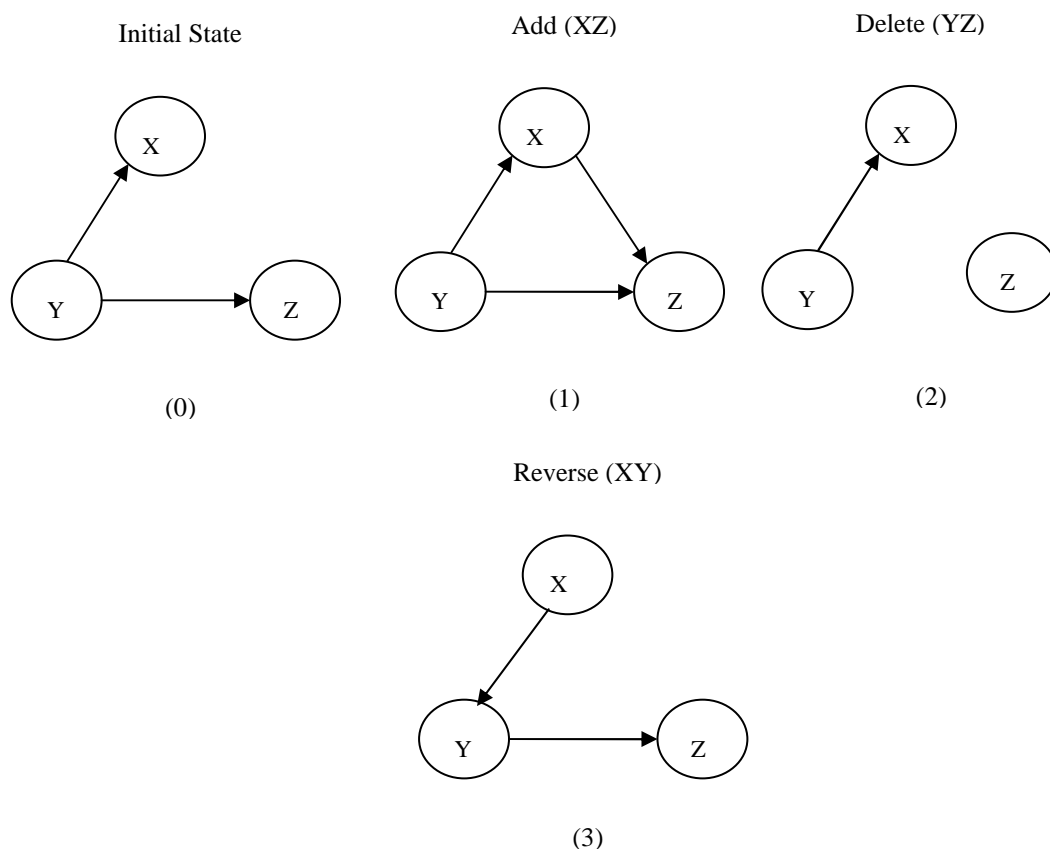 Initial State
Add (XZ)
Delete (YZ)
X
X
X
Y
Z
Y
Z
Y
Z
(0)
(1)
(2)
Reverse (XY)
X
Y
Z
(3)